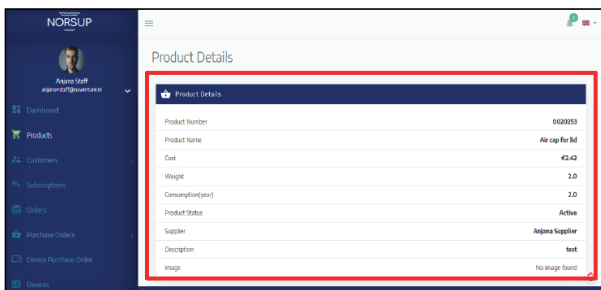 NORSUP
Anjana Staff
anjana+staff@nuventure.in
Dashboard
Products
Customers
Subscriptions
Orders
Purchase Orders
Device Purchase Order
Devices
Product Details
Product Details
Product Number 0020253
Product Name Air cap for lid
Cost €2.42
Weight 2.0
Consumption(year) 2.0
Product Status Active
Supplier Anjana Supplier
Description test
Image No image found